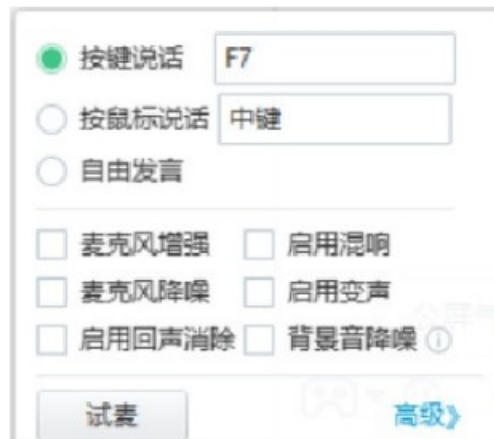 按键说话 F7
按鼠标说话 中键
自由发言
麦克风增强 启用混响
麦克风降噪 启用变声
启用回声消除 背景音降噪
试麦 高级》